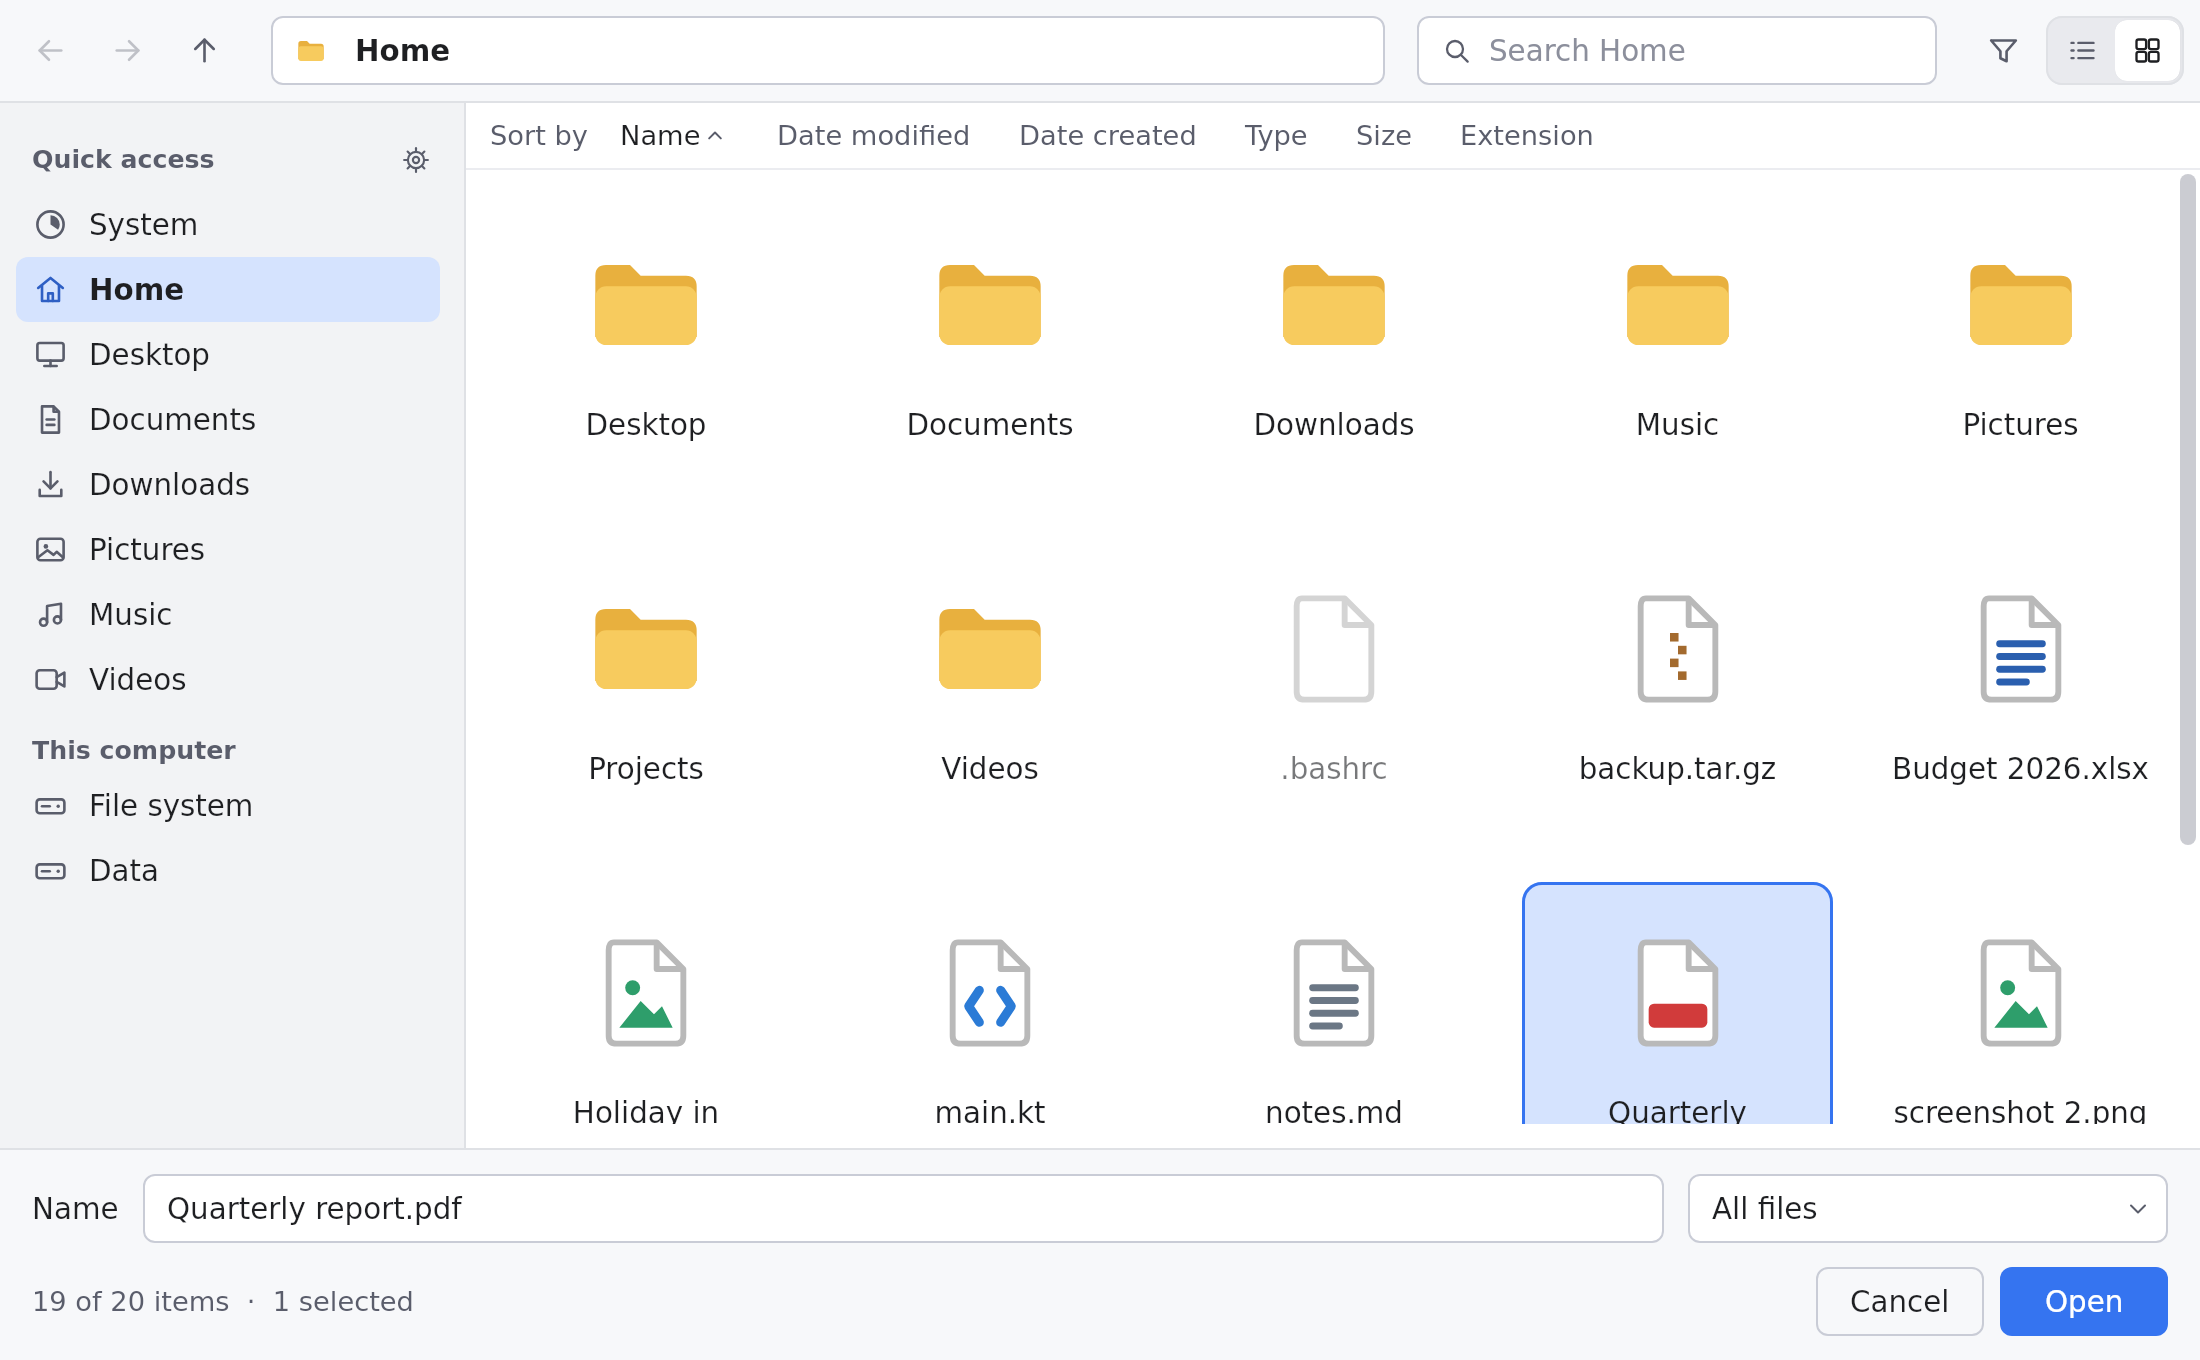 Home
Search Home
Quick access
System
Home
Desktop
Documents
Downloads
Pictures
Music
Videos
This computer
File system
Data
Sort by Name Date modified Date created Type Size Extension
Desktop Documents Downloads Music Pictures
Projects Videos .bashrc backup.tar.gz Budget 2026.xlsx
Holiday in main.kt notes.md Quarterly screenshot 2.png
Name Quarterly report.pdf All files
19 of 20 items · 1 selected
Cancel Open